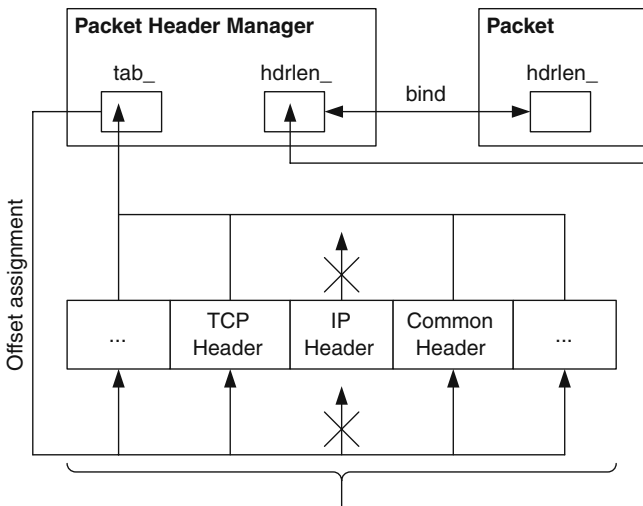 Packet Header Manager
Packet
tab_
hdrlen_
bind
hdrlen_
Offset assignment
...
TCP
Header
IP
Header
Common
Header
...